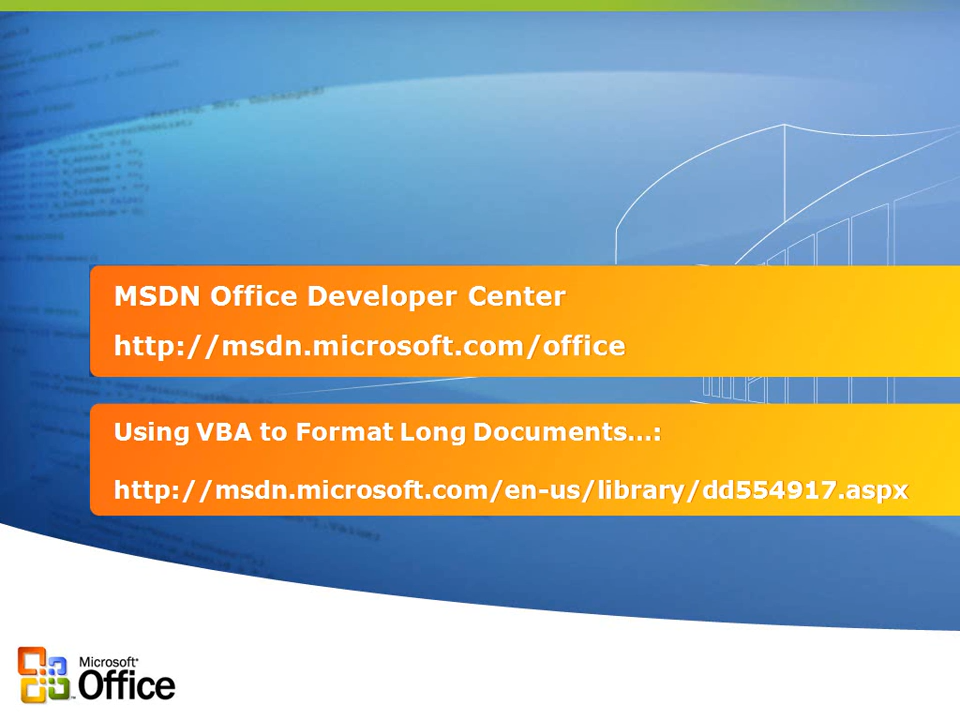 MSDN Office Developer Center
http://msdn.microsoft.com/office
Using VBA to Format Long Documents...:
http://msdn.microsoft.com/en-us/library/dd554917.aspx
Microsoft®
Office